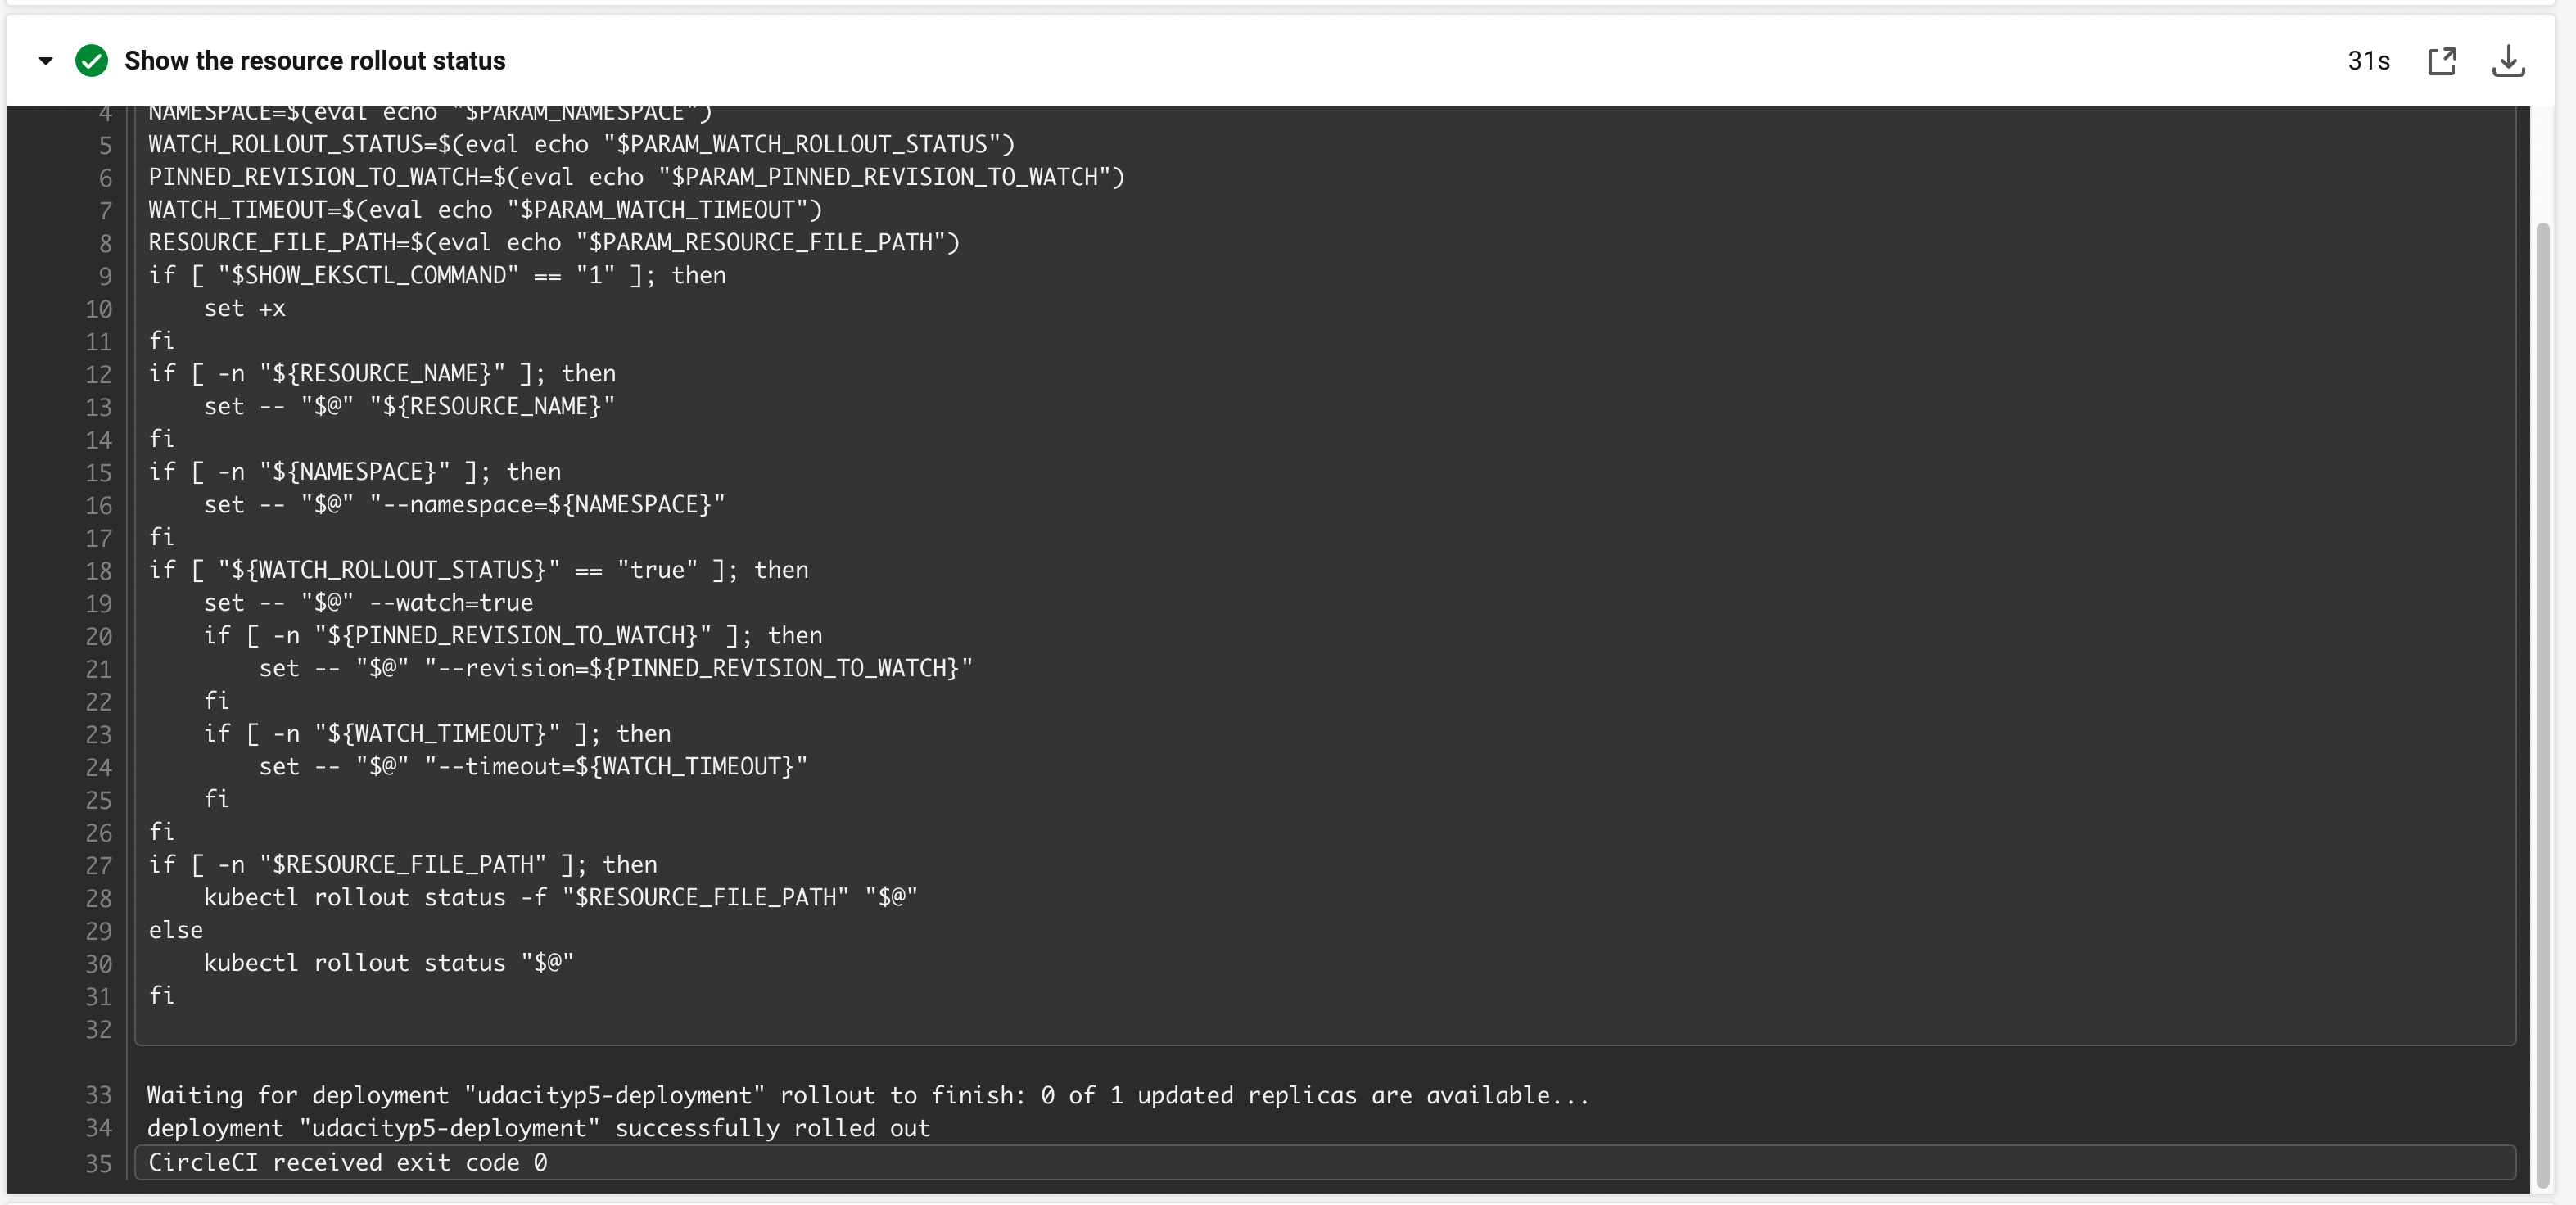 Show the resource rollout status
31s
4 NAMESPACE=$(eval echo "$PARAM_NAMESPACE")
5 WATCH_ROLLOUT_STATUS=$(eval echo "$PARAM_WATCH_ROLLOUT_STATUS")
6 PINNED_REVISION_TO_WATCH=$(eval echo "$PARAM_PINNED_REVISION_TO_WATCH")
7 WATCH_TIMEOUT=$(eval echo "$PARAM_WATCH_TIMEOUT")
8 RESOURCE_FILE_PATH=$(eval echo "$PARAM_RESOURCE_FILE_PATH")
9 if [ "$SHOW_EKSCTL_COMMAND" == "1" ]; then
10     set +x
11 fi
12 if [ -n "${RESOURCE_NAME}" ]; then
13     set -- "$@" "${RESOURCE_NAME}"
14 fi
15 if [ -n "${NAMESPACE}" ]; then
16     set -- "$@" "--namespace=${NAMESPACE}"
17 fi
18 if [ "${WATCH_ROLLOUT_STATUS}" == "true" ]; then
19     set -- "$@" --watch=true
20     if [ -n "${PINNED_REVISION_TO_WATCH}" ]; then
21         set -- "$@" "--revision=${PINNED_REVISION_TO_WATCH}"
22     fi
23     if [ -n "${WATCH_TIMEOUT}" ]; then
24         set -- "$@" "--timeout=${WATCH_TIMEOUT}"
25     fi
26 fi
27 if [ -n "$RESOURCE_FILE_PATH" ]; then
28     kubectl rollout status -f "$RESOURCE_FILE_PATH" "$@"
29 else
30     kubectl rollout status "$@"
31 fi
32
33 Waiting for deployment "udacityp5-deployment" rollout to finish: 0 of 1 updated replicas are available...
34 deployment "udacityp5-deployment" successfully rolled out
35 CircleCI received exit code 0